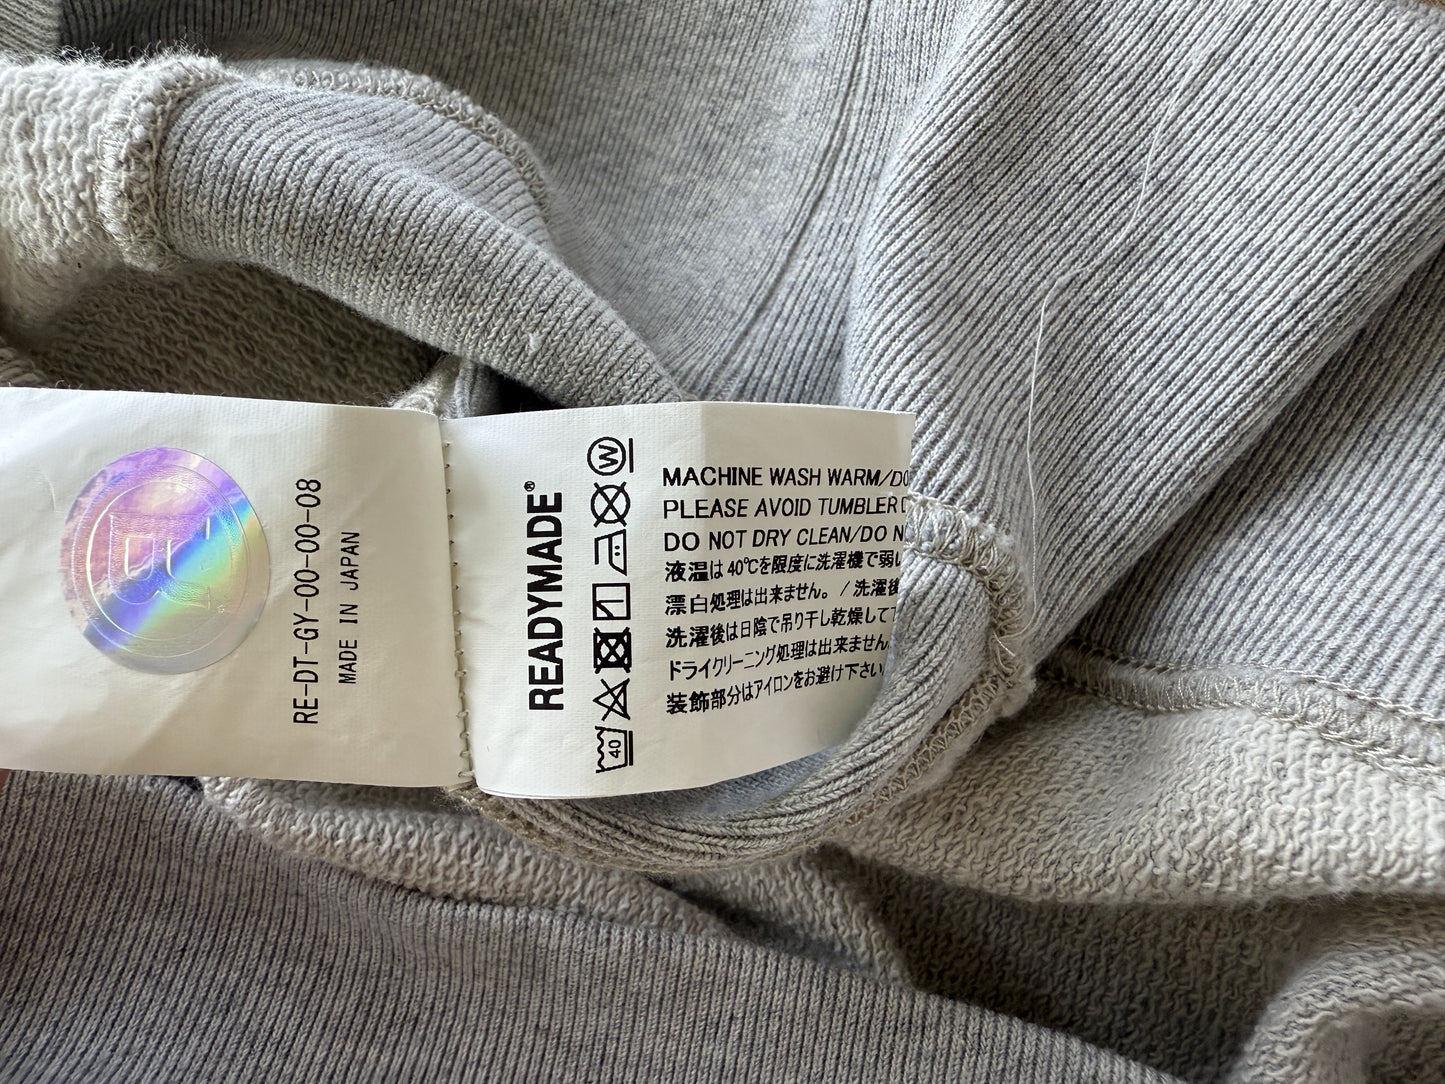 RE-DT-GY-00-00-00-08
MADE IN JAPAN
READYMADE®
W
40
MACHINE WASH WARM/DO
PLEASE AVOID TUMBLER
DO NOT DRY CLEAN/DO N
液温は40℃を限度に洗濯機で弱い
漂白処理は出来ません。/洗濯後
洗濯後は日陰で吊り干し乾燥して下
ドライクリーニング処理は出来ません
装飾部分はアイロンをお避け下さい